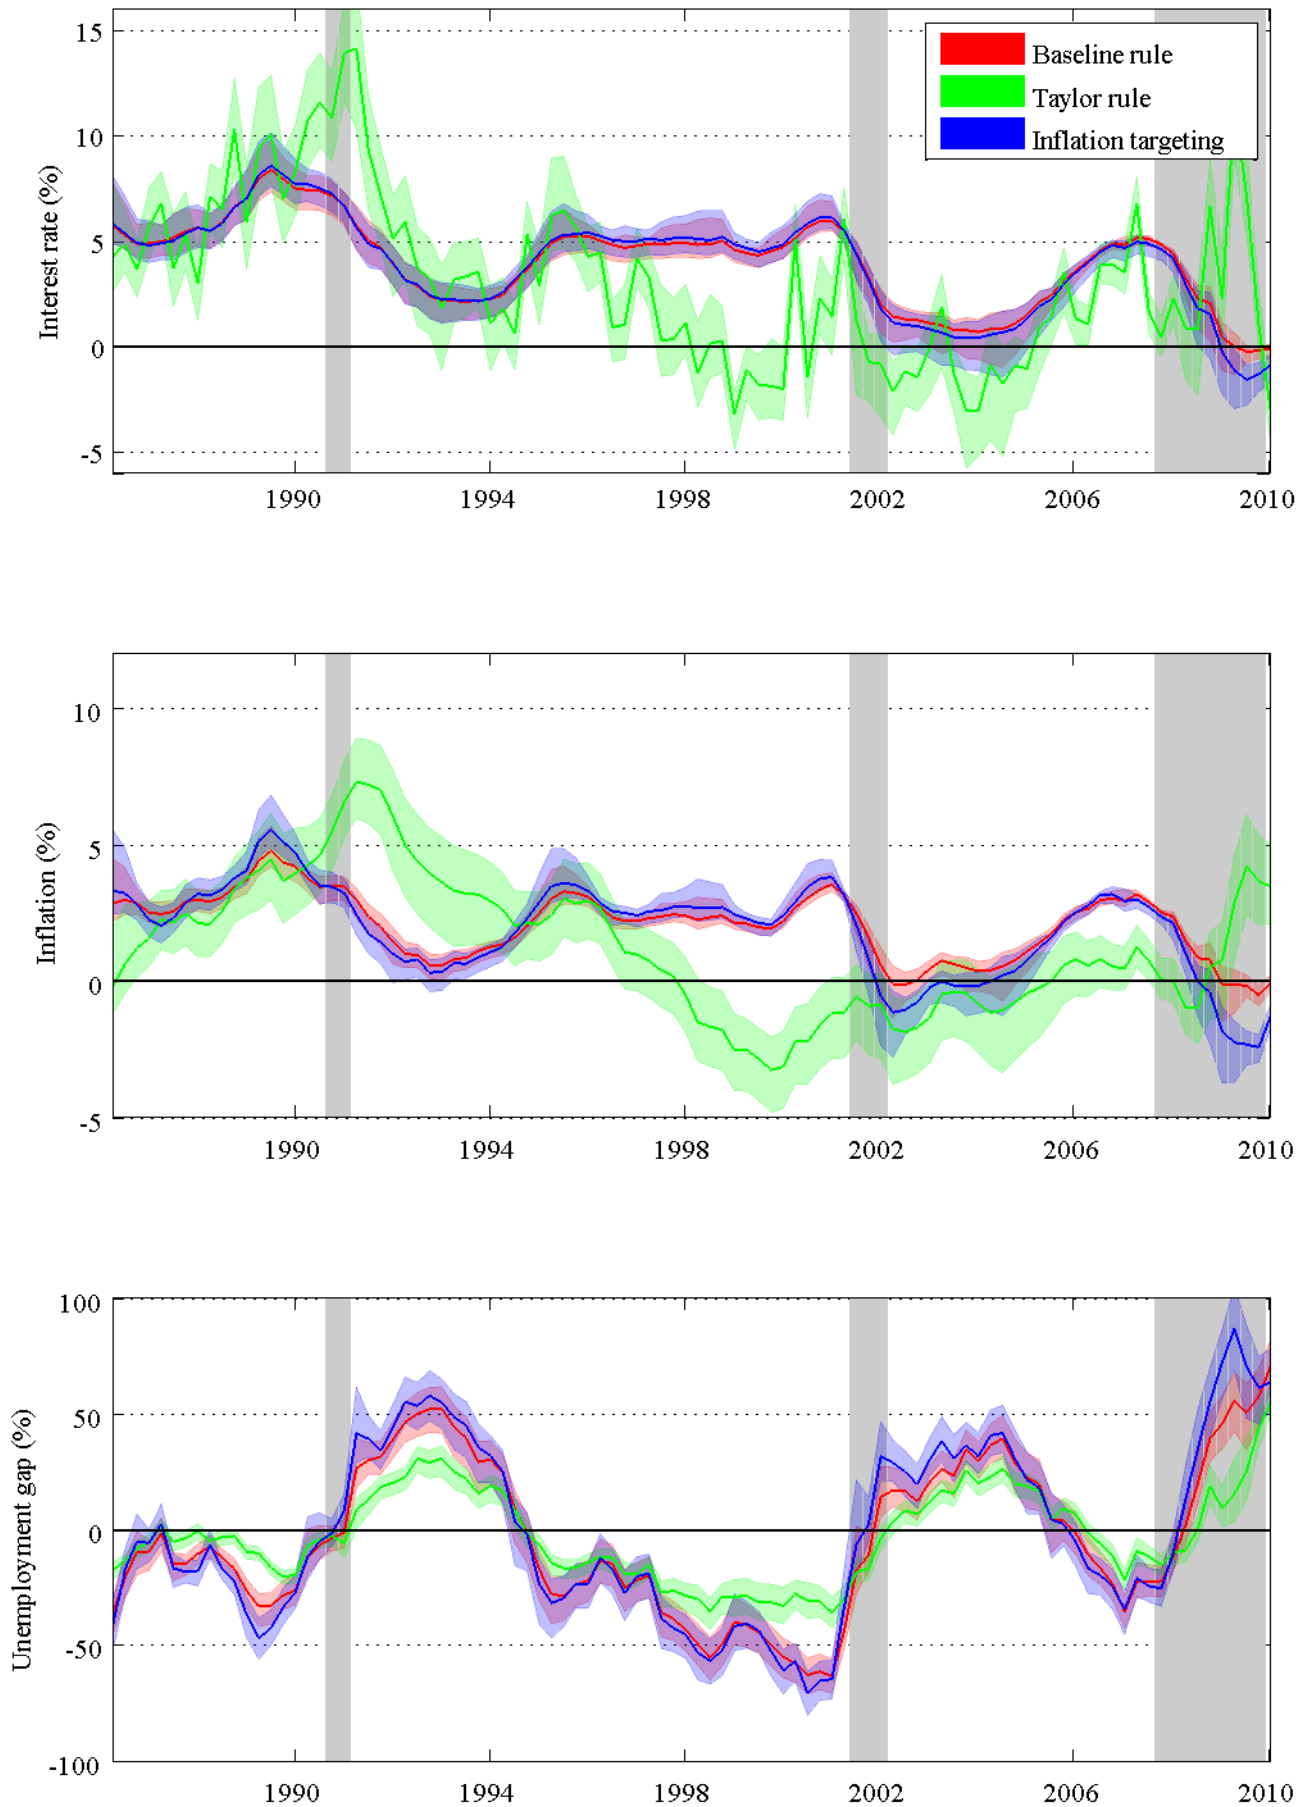 15
Baseline rule
Taylor rule
10
Inflation targeting
Interest rate (%)
5
0
-5
1990 1994 1998 2002 2006 2010
10
Inflation (%)
5
0
-5
1990 1994 1998 2002 2006 2010
100
50
Unemployment gap (%)
0
-50
-100
1990 1994 1998 2002 2006 2010